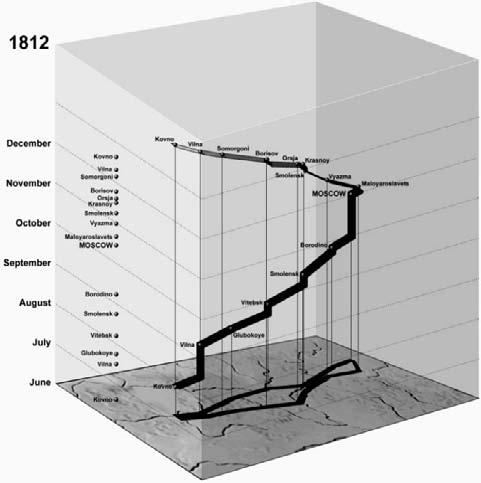 1812
December
November
October
September
August
July
June
Kovno
Vilna
Somorgoni
Borisov
Orsja
Krasnoy
Smolensk
Vyazma
Maloyaroslavets
MOSCOW
Borodino
Smolensk
Vitebsk
Glubokoye
Vilna
Kovno
Kovno
Vilna
Somorgoni
Borisov
Orsja
Krasnoy
Smolensk
Vyazma
Maloyaroslavets
MOSCOW
Borodino
Smolensk
Vitebsk
Glubokoye
Vilna
Kovno